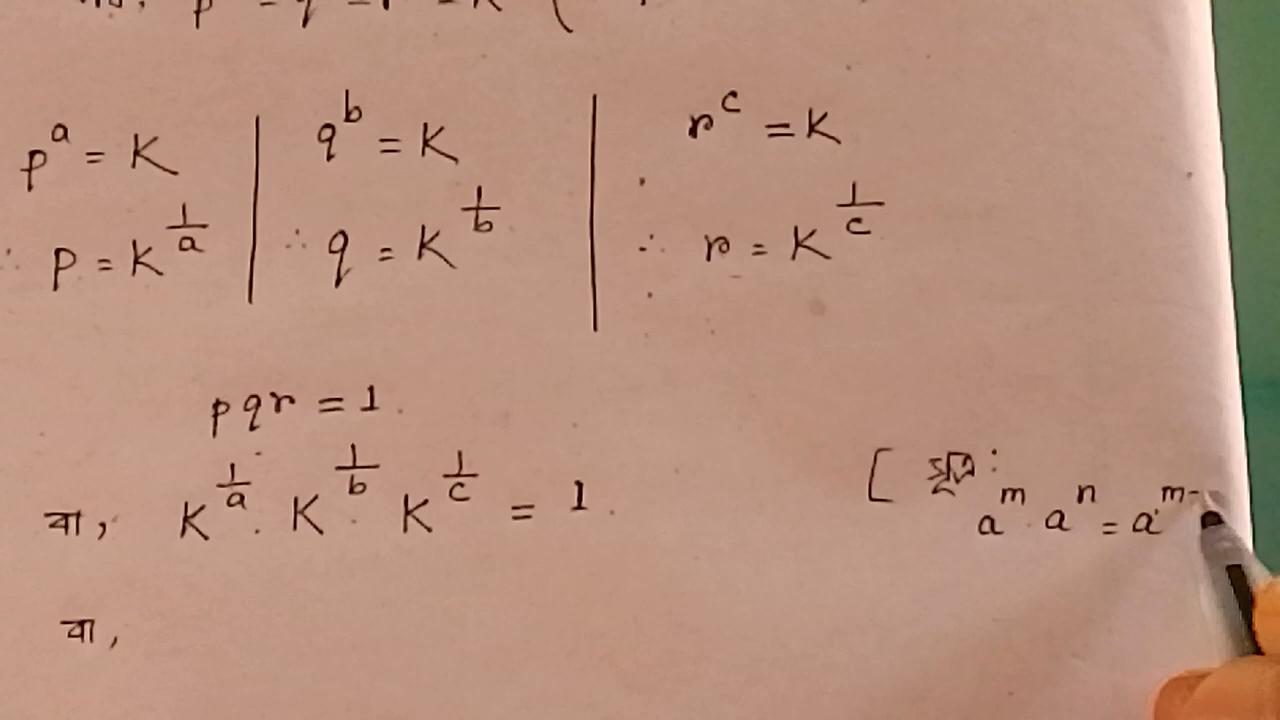 p^a = K | q^b = K | r^c = K
∴ P = K^{1/a} | ∴ q = K^{1/b} | ∴ r = K^{1/c}
pqr = 1.
বা, K^{1/a} . K^{1/b} . K^{1/c} = 1. [ সূত্র:
a^m . a^n = a^{m-
বা,